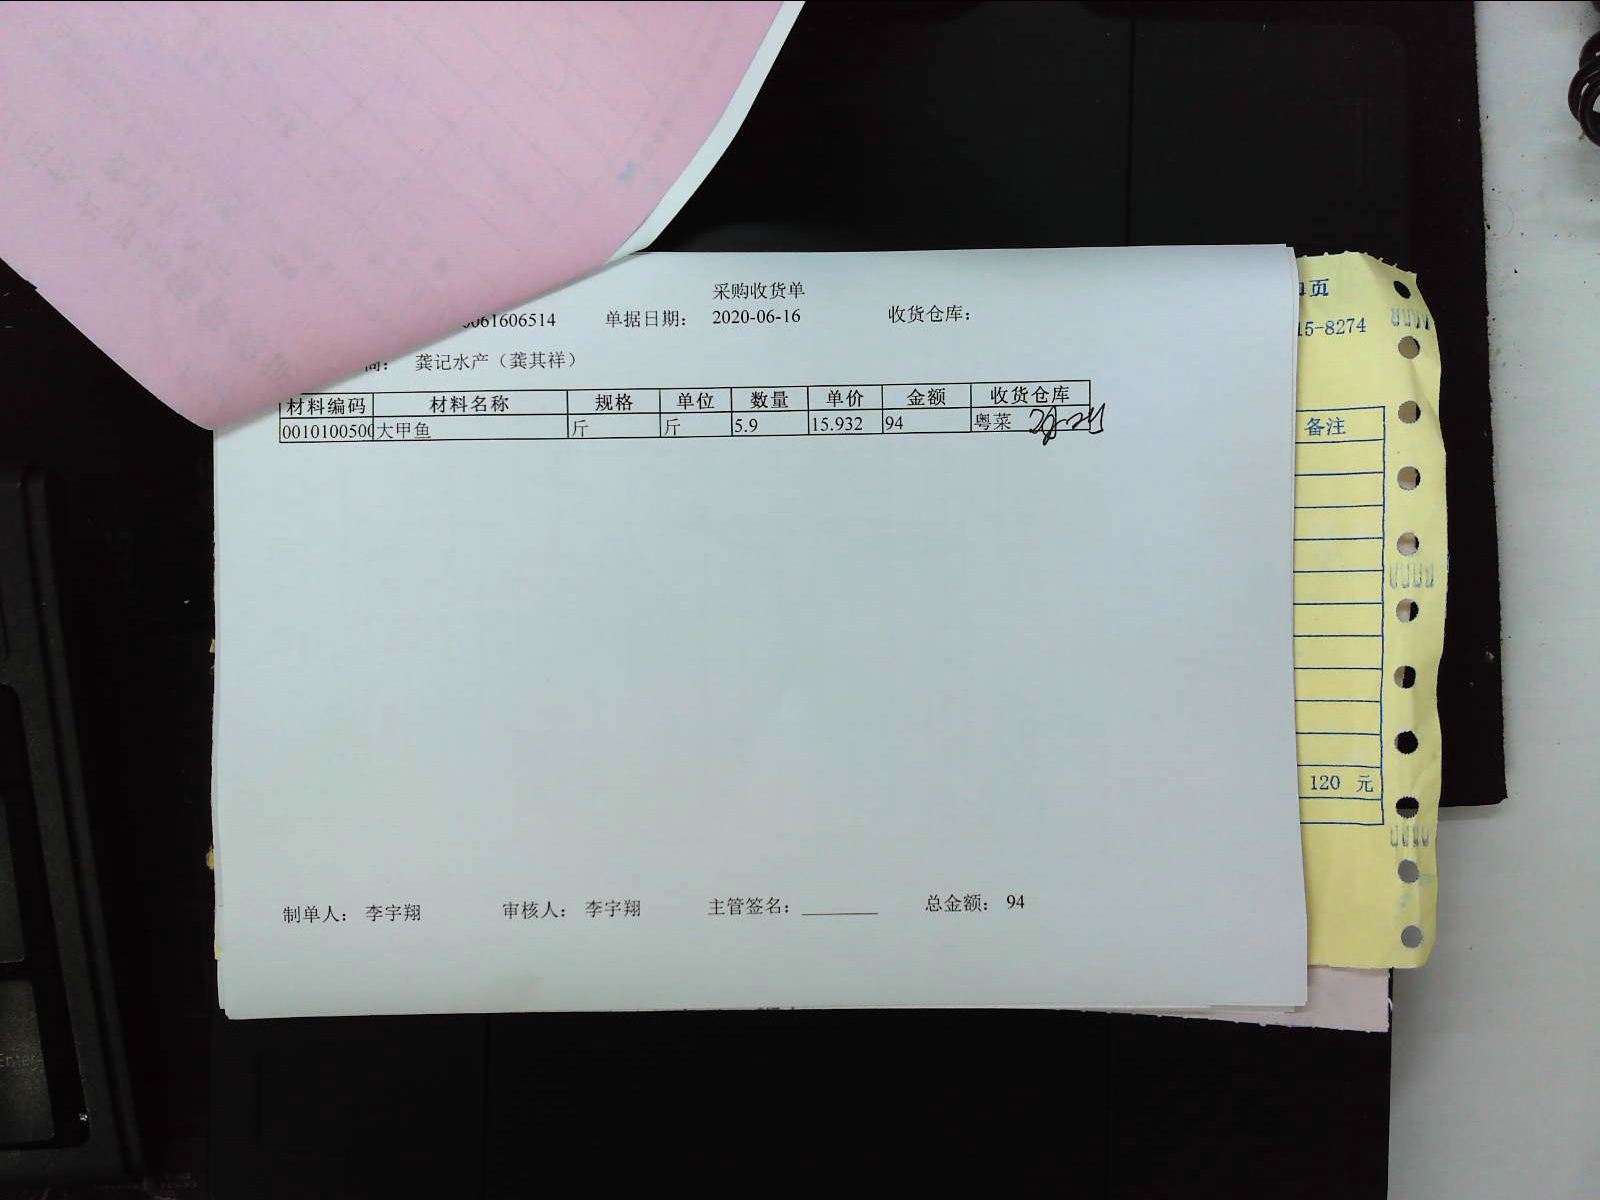 采购收货单
061606514 单据日期: 2020-06-16 收货仓库:
商: 龚记水产（龚其祥）
材料编码 材料名称 规格 单位 数量 单价 金额 收货仓库
0010100500 大甲鱼 斤 斤 5.9 15.932 94 粤菜
制单人: 李宇翔 审核人: 李宇翔 主管签名: ________ 总金额: 94
1页
15-8274
备注
120 元